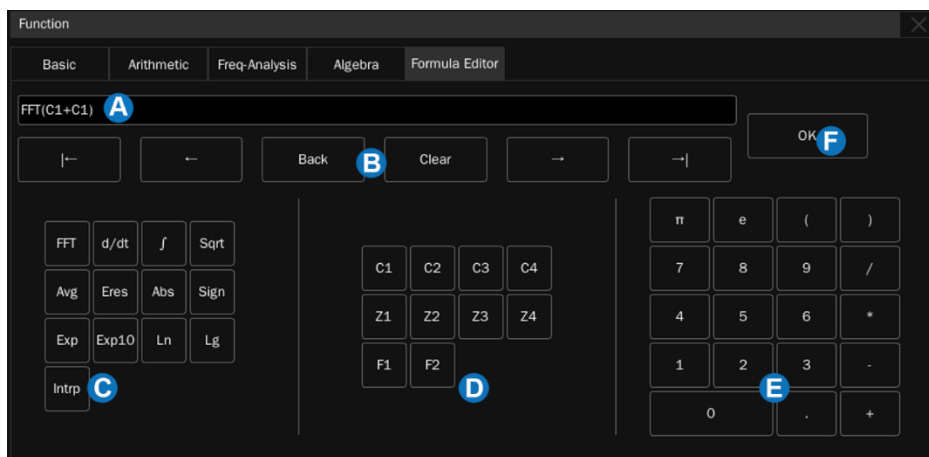 Function
Basic Arithmetic Freq-Analysis Algebra Formula Editor
FFT(C1+C1) A
OK F
|← ← Back B Clear → →|
π e ( )
FFT d/dt ∫ Sqrt
C1 C2 C3 C4
7 8 9 /
Avg Eres Abs Sign
Z1 Z2 Z3 Z4
4 5 6 *
Exp Exp10 Ln Lg
F1 F2
1 2 3 -
Intrp C
D
E
0 . +